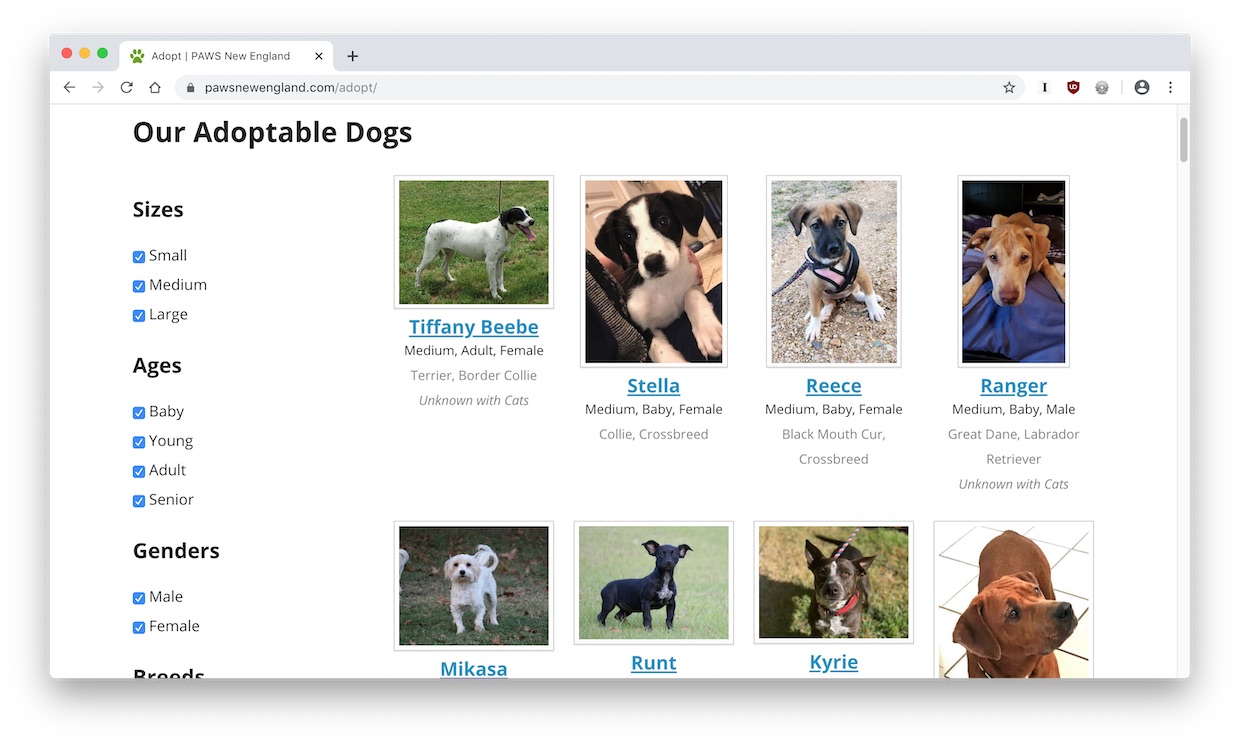 Adopt | PAWS New England
pawsnewengland.com/adopt/
Our Adoptable Dogs
Sizes
Small
Medium
Large
Ages
Baby
Young
Adult
Senior
Genders
Male
Female
Breeds
Tiffany Beebe
Medium, Adult, Female
Terrier, Border Collie
Unknown with Cats
Stella
Medium, Baby, Female
Collie, Crossbreed
Reece
Medium, Baby, Female
Black Mouth Cur,
Crossbreed
Ranger
Medium, Baby, Male
Great Dane, Labrador
Retriever
Unknown with Cats
Mikasa
Runt
Kyrie